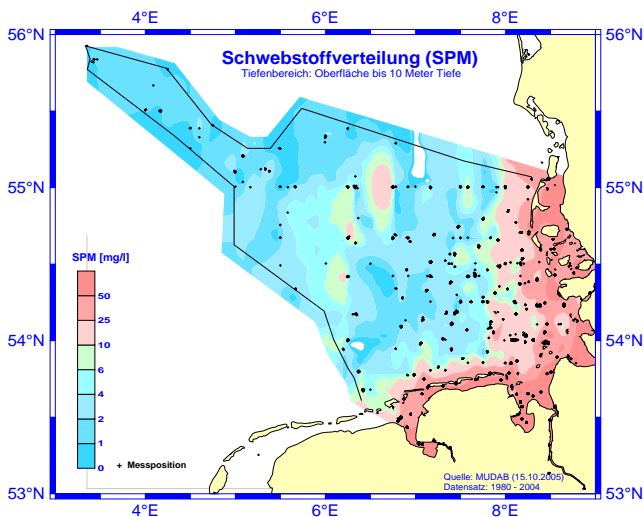 4°E 6°E 8°E
56°N 56°N
Schwebstoffverteilung (SPM)
Tiefenbereich: Oberfläche bis 10 Meter Tiefe
55°N 55°N
SPM [mg/l]
50
25
10
6
4
2
1
0
54°N 54°N
+ Messposition
Quelle: MUDAB (15.10.2005)
Datensatz: 1980 - 2004
53°N 53°N
4°E 6°E 8°E